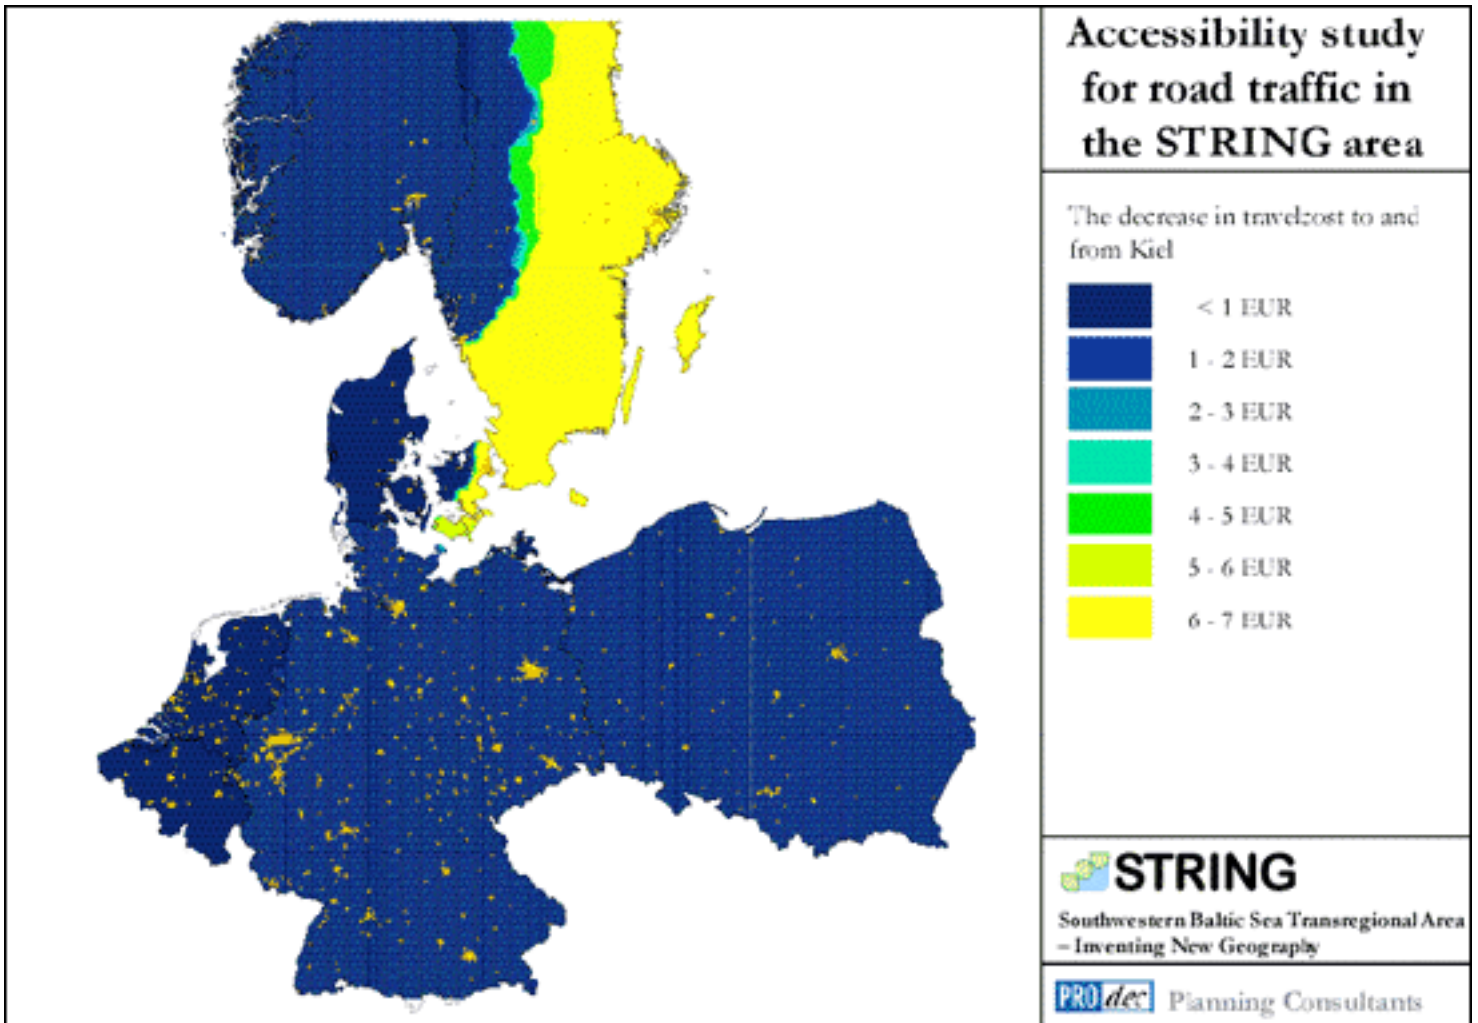 Accessibility study
for road traffic in
the STRING area
The decrease in travelcost to and
from Kiel
< 1 EUR
1 - 2 EUR
2 - 3 EUR
3 - 4 EUR
4 - 5 EUR
5 - 6 EUR
6 - 7 EUR
STRING
Southwestern Baltic Sea Transregional Area
– Inventing New Geography
PROdec Planning Consultants